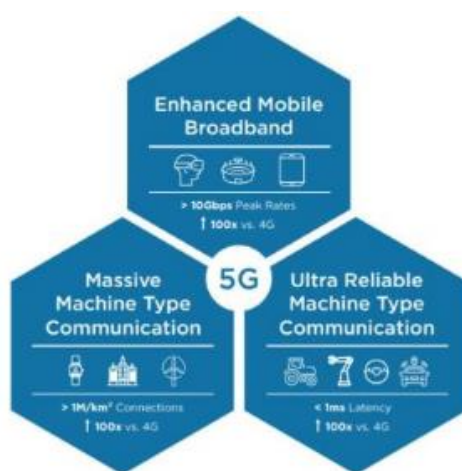 Enhanced Mobile
Broadband
> 10Gbps Peak Rates
↑ 100x vs. 4G
5G
Massive
Machine Type
Communication
> 1M/km² Connections
↑ 100x vs. 4G
Ultra Reliable
Machine Type
Communication
< 1ms Latency
↑ 100x vs. 4G